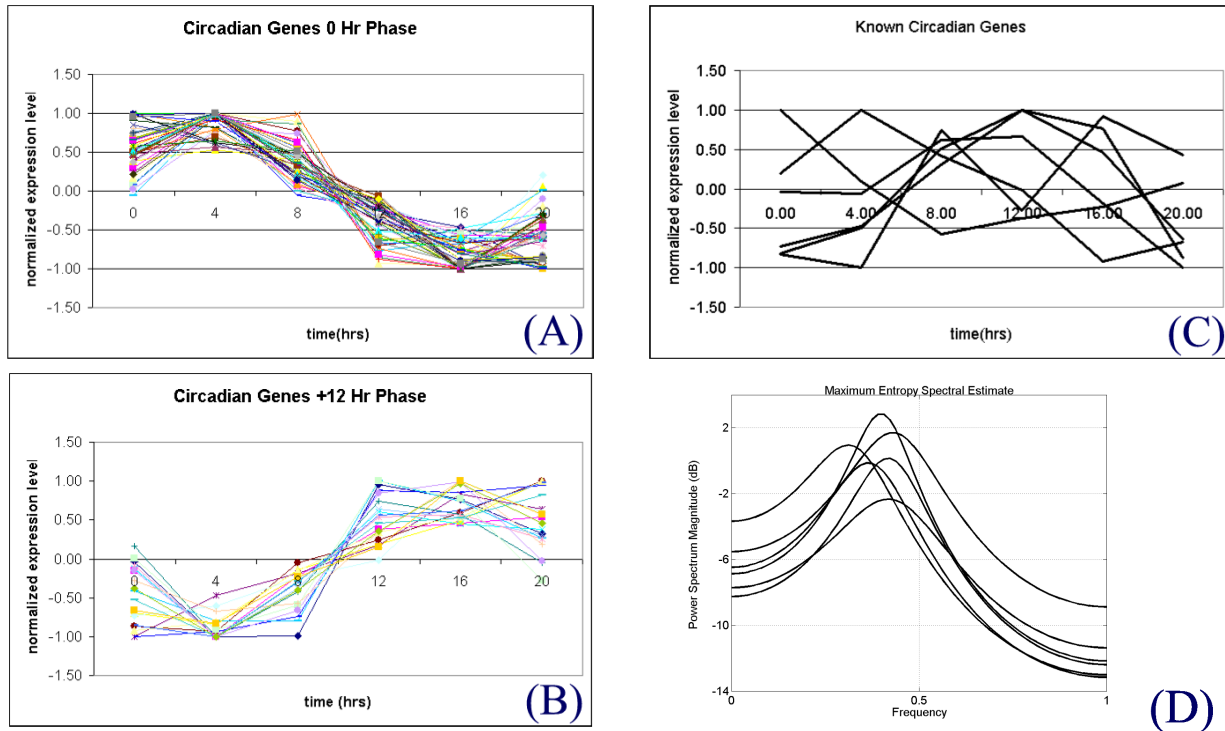 Circadian Genes 0 Hr Phase
normalized expression level
1.50
1.00
0.50
0.00
-0.50
-1.00
-1.50
0 4 8 12 16 20
time(hrs)
(A)
Known Circadian Genes
normalized expression level
1.50
1.00
0.50
0.00
-0.50
-1.00
-1.50
0.00 4.00 8.00 12.00 16.00 20.00
time(hrs)
(C)
Circadian Genes +12 Hr Phase
normalized expression level
1.50
1.00
0.50
0.00
-0.50
-1.00
-1.50
0 4 8 12 16 20
time (hrs)
(B)
Maximum Entropy Spectral Estimate
Power Spectrum Magnitude (dB)
2
-2
-6
-10
-14
0 0.5 1
Frequency
(D)